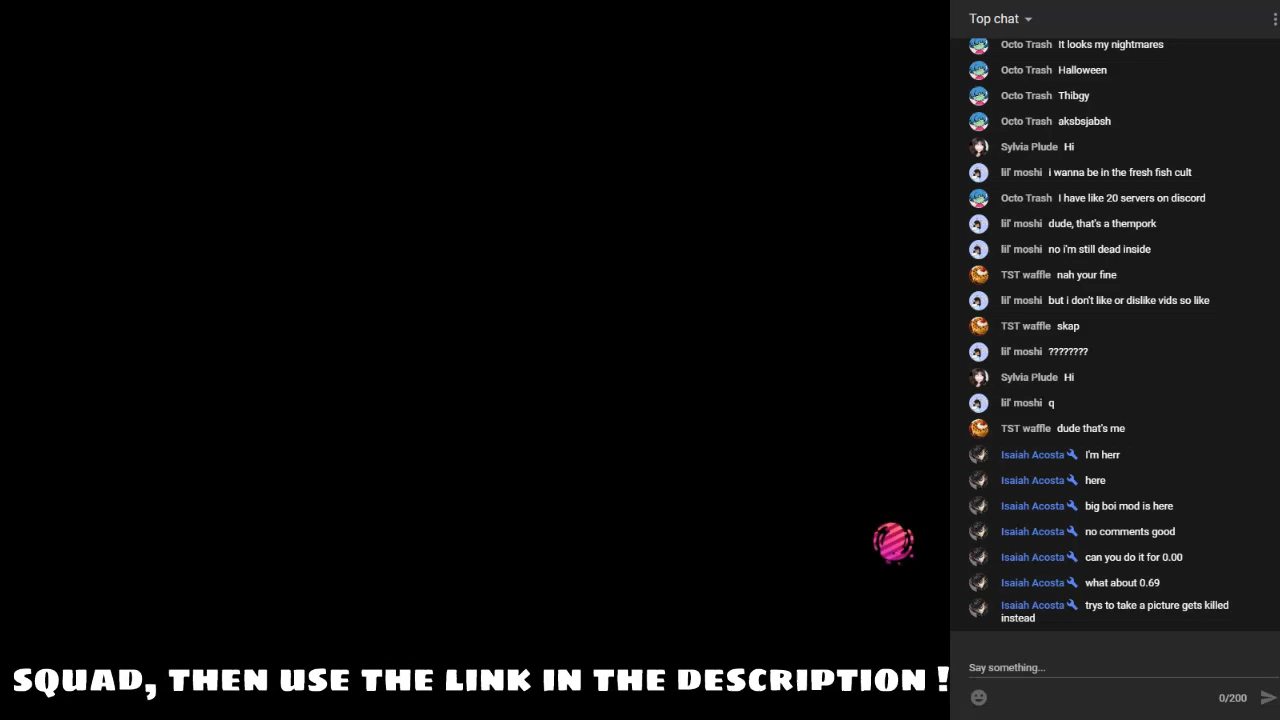 Top chat
Octo Trash It looks my nightmares
Octo Trash Halloween
Octo Trash Thibgy
Octo Trash aksbsjabsh
Sylvia Plude Hi
lil' moshi i wanna be in the fresh fish cult
Octo Trash I have like 20 servers on discord
lil' moshi dude, that's a thempork
lil' moshi no i'm still dead inside
TST waffle nah your fine
lil' moshi but i don't like or dislike vids so like
TST waffle skap
lil' moshi ????????
Sylvia Plude Hi
lil' moshi q
TST waffle dude that's me
Isaiah Acosta I'm herr
Isaiah Acosta here
Isaiah Acosta big boi mod is here
Isaiah Acosta no comments good
Isaiah Acosta can you do it for 0.00
Isaiah Acosta what about 0.69
Isaiah Acosta trys to take a picture gets killed
instead
Say something...
0/200
SQUAD, THEN USE THE LINK IN THE DESCRIPTION !